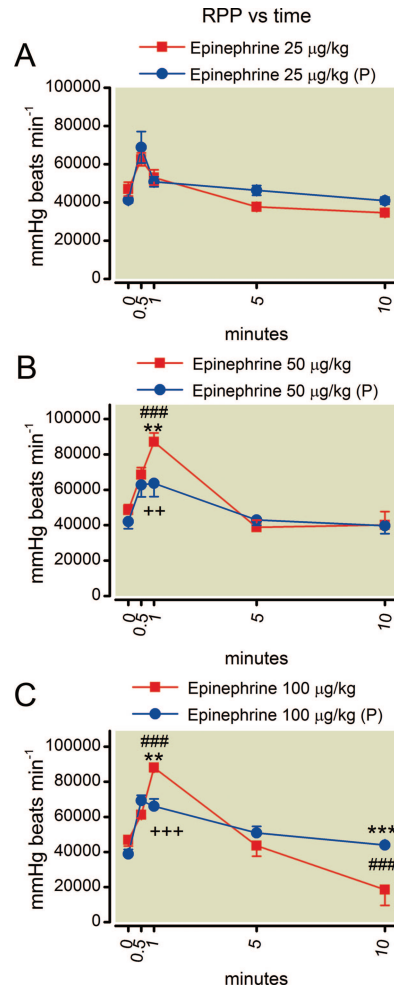 RPP vs time
A
Epinephrine 25 µg/kg
Epinephrine 25 µg/kg (P)
100000
80000
60000
40000
20000
0
mmHg beats min-1
0
0.5
1
5
10
minutes
B
Epinephrine 50 µg/kg
Epinephrine 50 µg/kg (P)
100000
80000
60000
40000
20000
0
mmHg beats min-1
###
**
++
0
0.5
1
5
10
minutes
C
Epinephrine 100 µg/kg
Epinephrine 100 µg/kg (P)
100000
80000
60000
40000
20000
0
mmHg beats min-1
###
**
+++
***
###
0
0.5
1
5
10
minutes